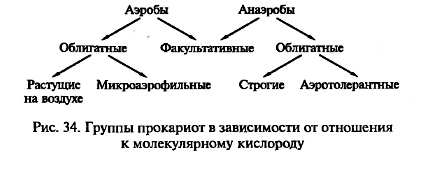 Аэробы Анаэробы
Облигатные Факультативные Облигатные
Растущие Микроаэрофильные Строгие Аэротолерантные
на воздухе
Рис. 34. Группы прокариот в зависимости от отношения
к молекулярному кислороду